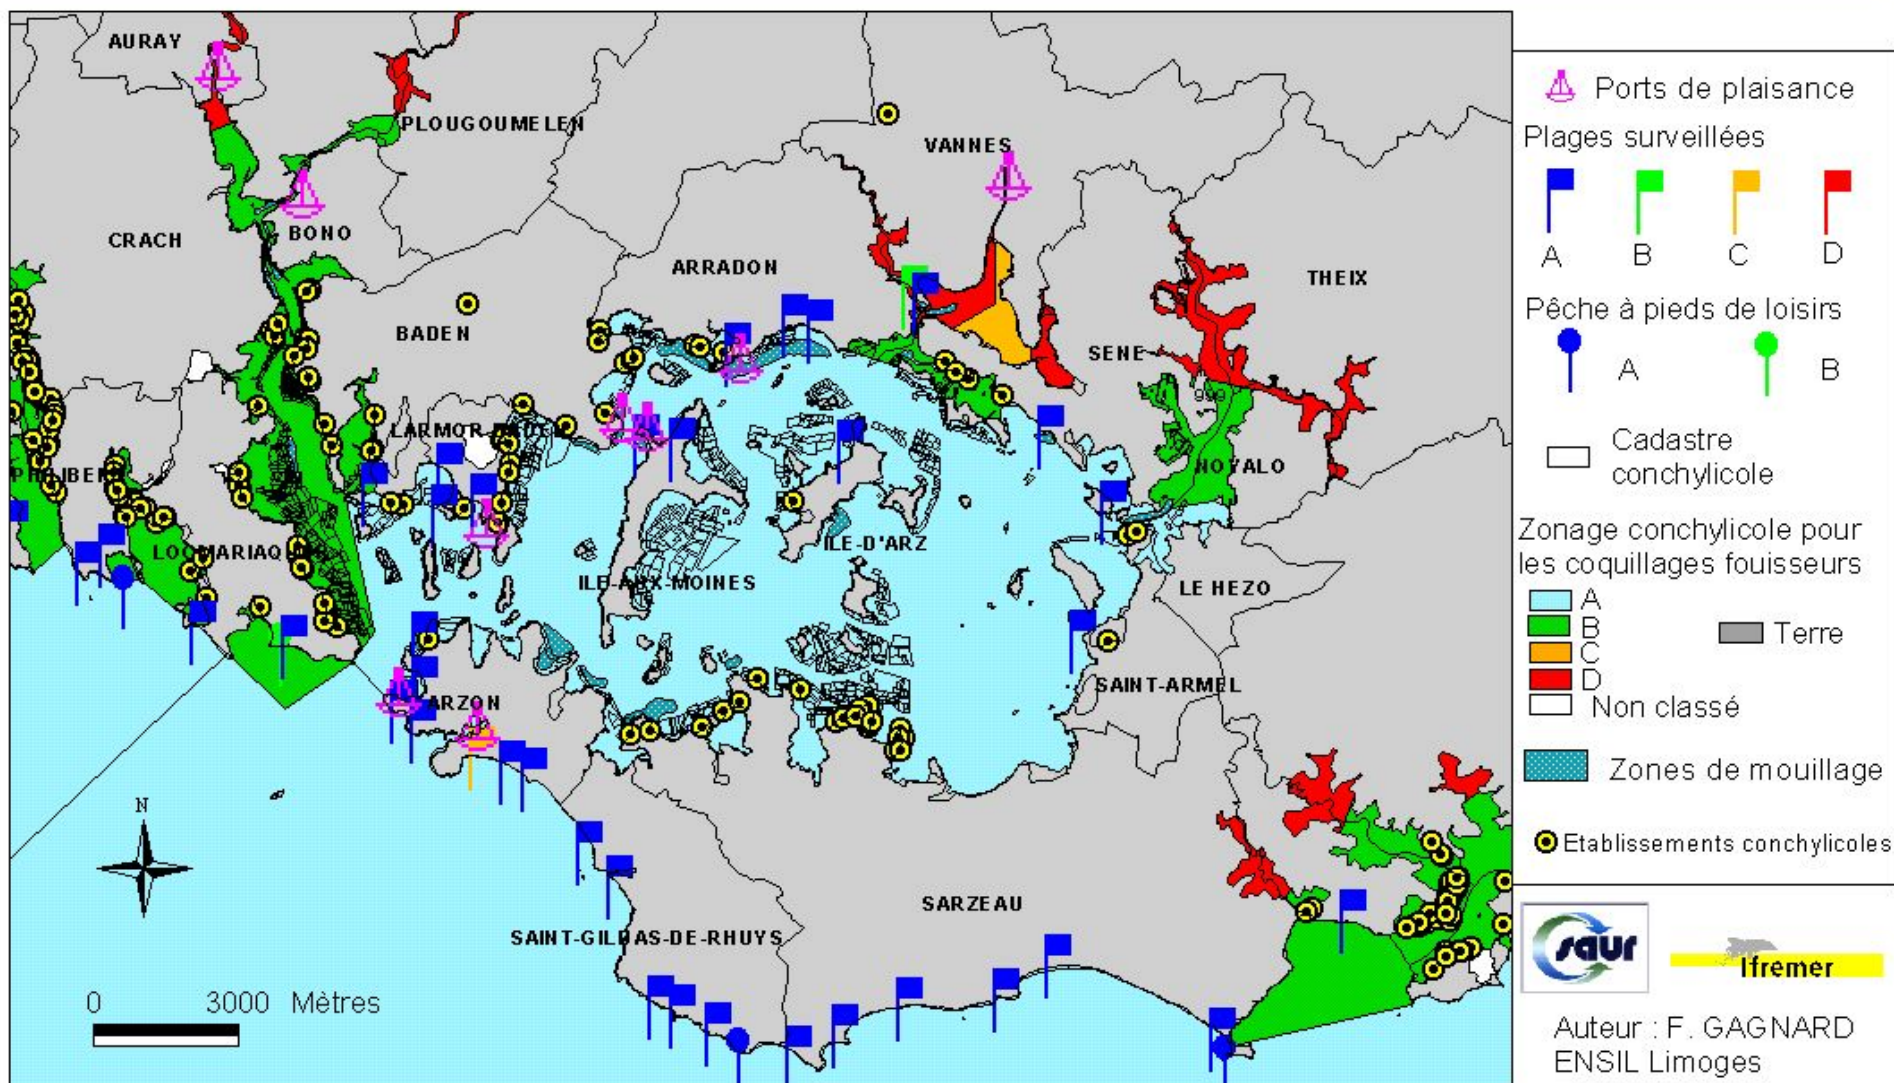 AURAY
PLOUGOUMELEN
VANNES
CRACH
BONO
ARRADON
THEIX
BADEN
SENE
999
LARMOR-BADEN
NOYALO
LOCMARIAQUER
ILE-D'ARZ
ILE-AUX-MOINES
LE HEZO
SAINT-ARMEL
ARZON
SARZEAU
SAINT-GILDAS-DE-RHUYS
N
0 3000 Mètres
Ports de plaisance
Plages surveillées
A B C D
Pêche à pieds de loisirs
A B
Cadastre
conchylicole
Zonage conchylicole pour
les coquillages fouisseurs
A
B
C
D
Terre
Non classé
Zones de mouillage
Etablissements conchylicoles
saur
Ifremer
Auteur : F. GAGNARD
ENSIL Limoges